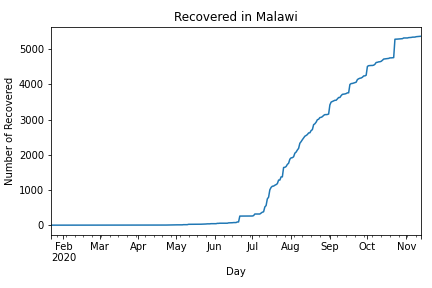 Recovered in Malawi
Number of Recovered
5000
4000
3000
2000
1000
0
Feb Mar Apr May Jun Jul Aug Sep Oct Nov
2020
Day